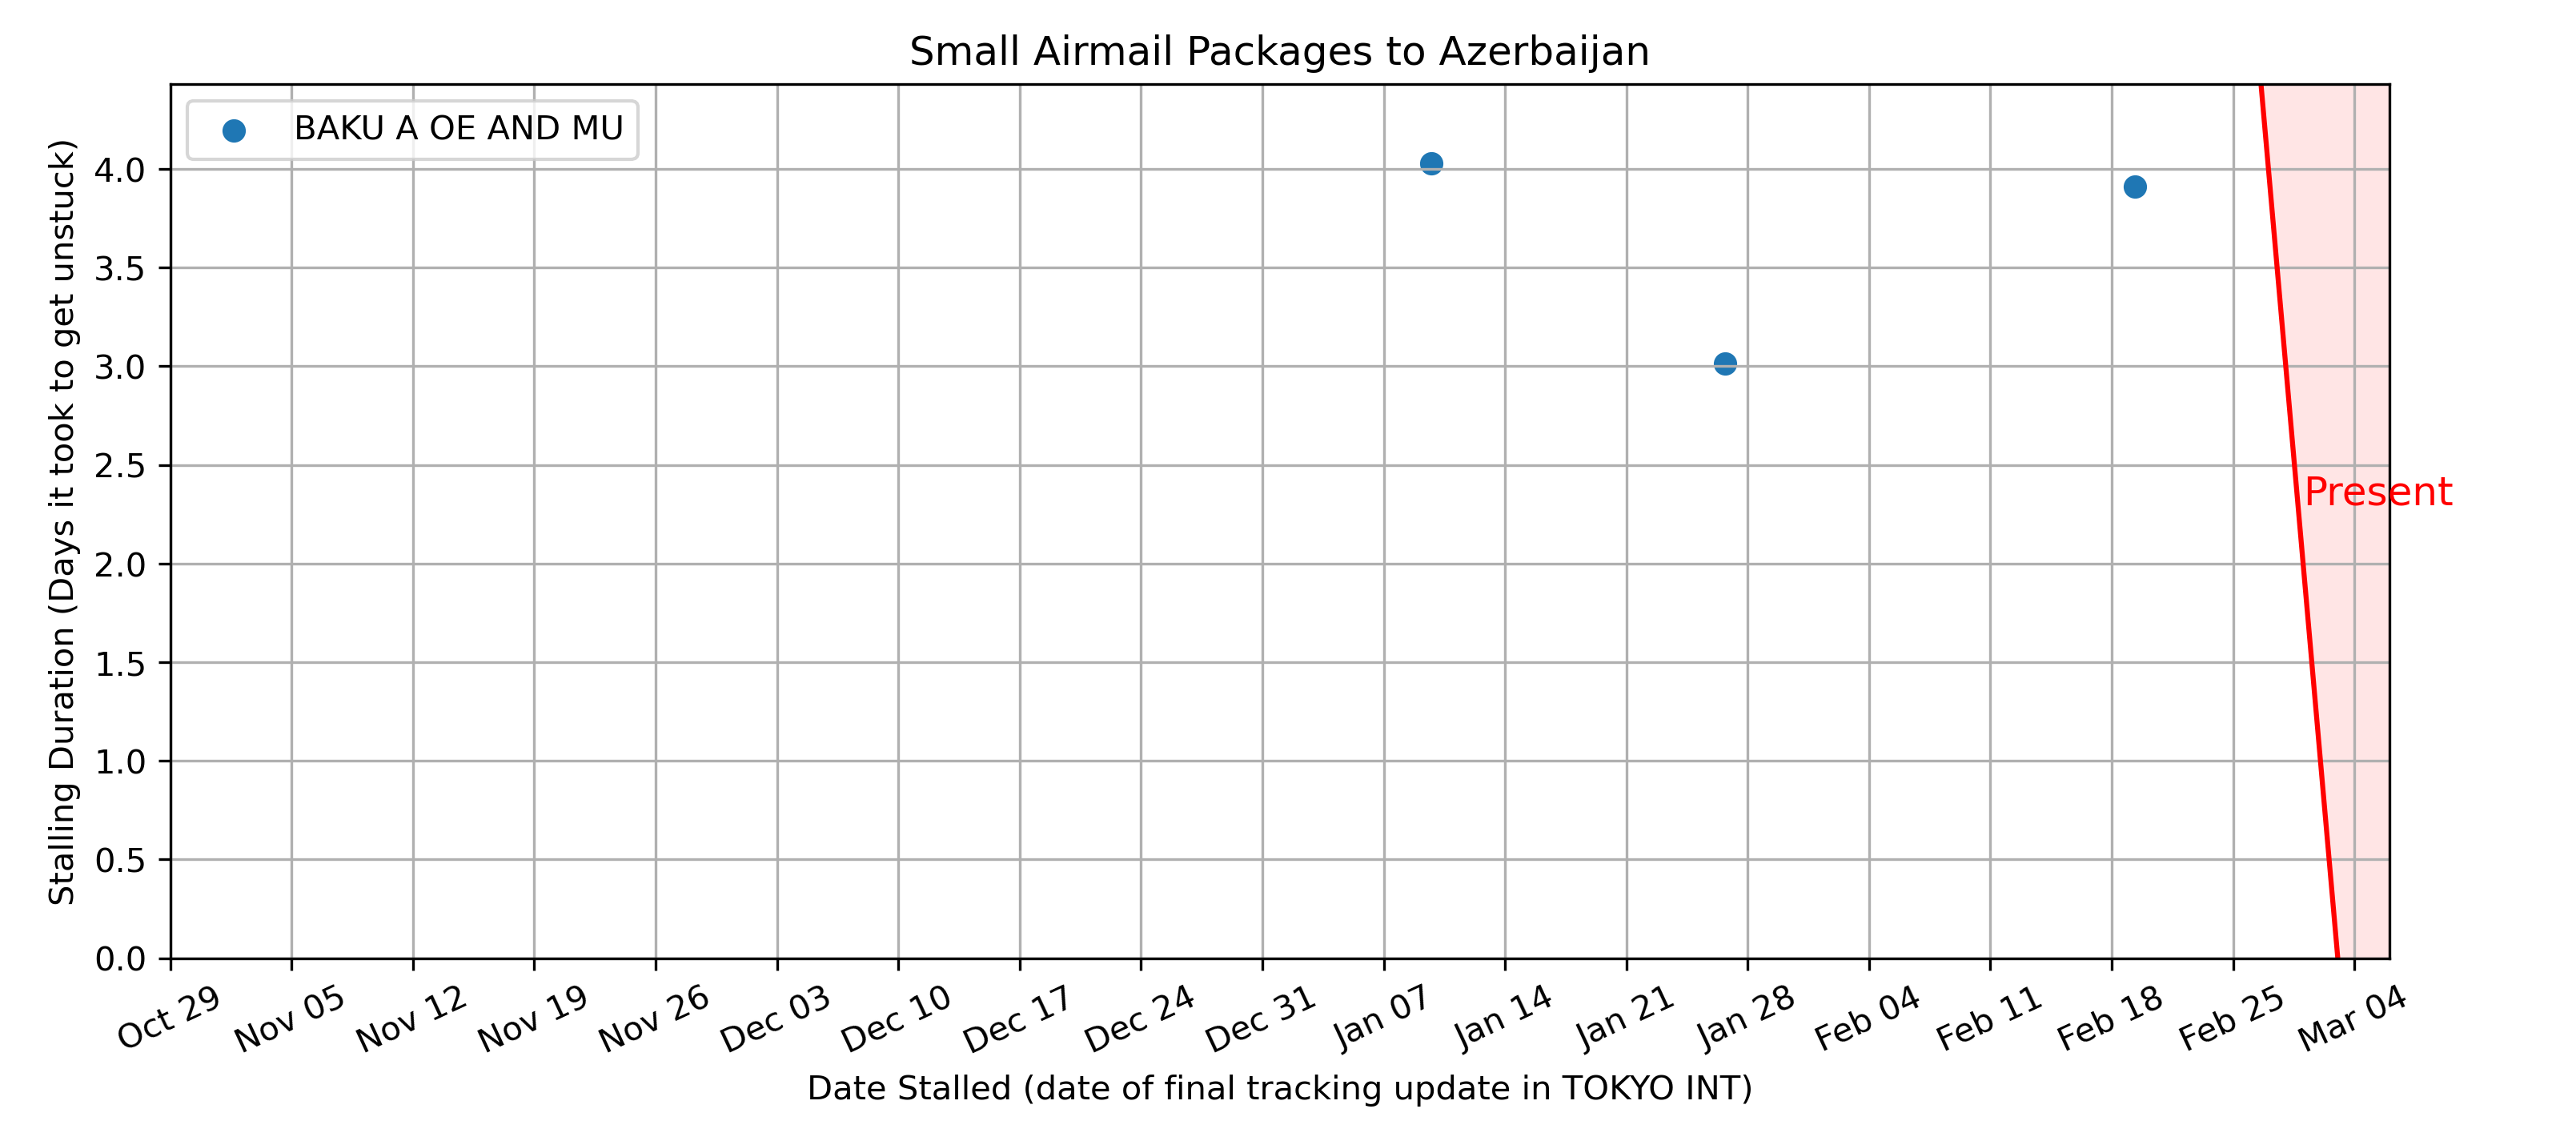 Small Airmail Packages to Azerbaijan
BAKU A OE AND MU
Stalling Duration (Days it took to get unstuck)
4.0
3.5
3.0
2.5
2.0
1.5
1.0
0.5
0.0
Present
Oct 29 Nov 05 Nov 12 Nov 19 Nov 26 Dec 03 Dec 10 Dec 17 Dec 24 Dec 31 Jan 07 Jan 14 Jan 21 Jan 28 Feb 04 Feb 11 Feb 18 Feb 25 Mar 04
Date Stalled (date of final tracking update in TOKYO INT)